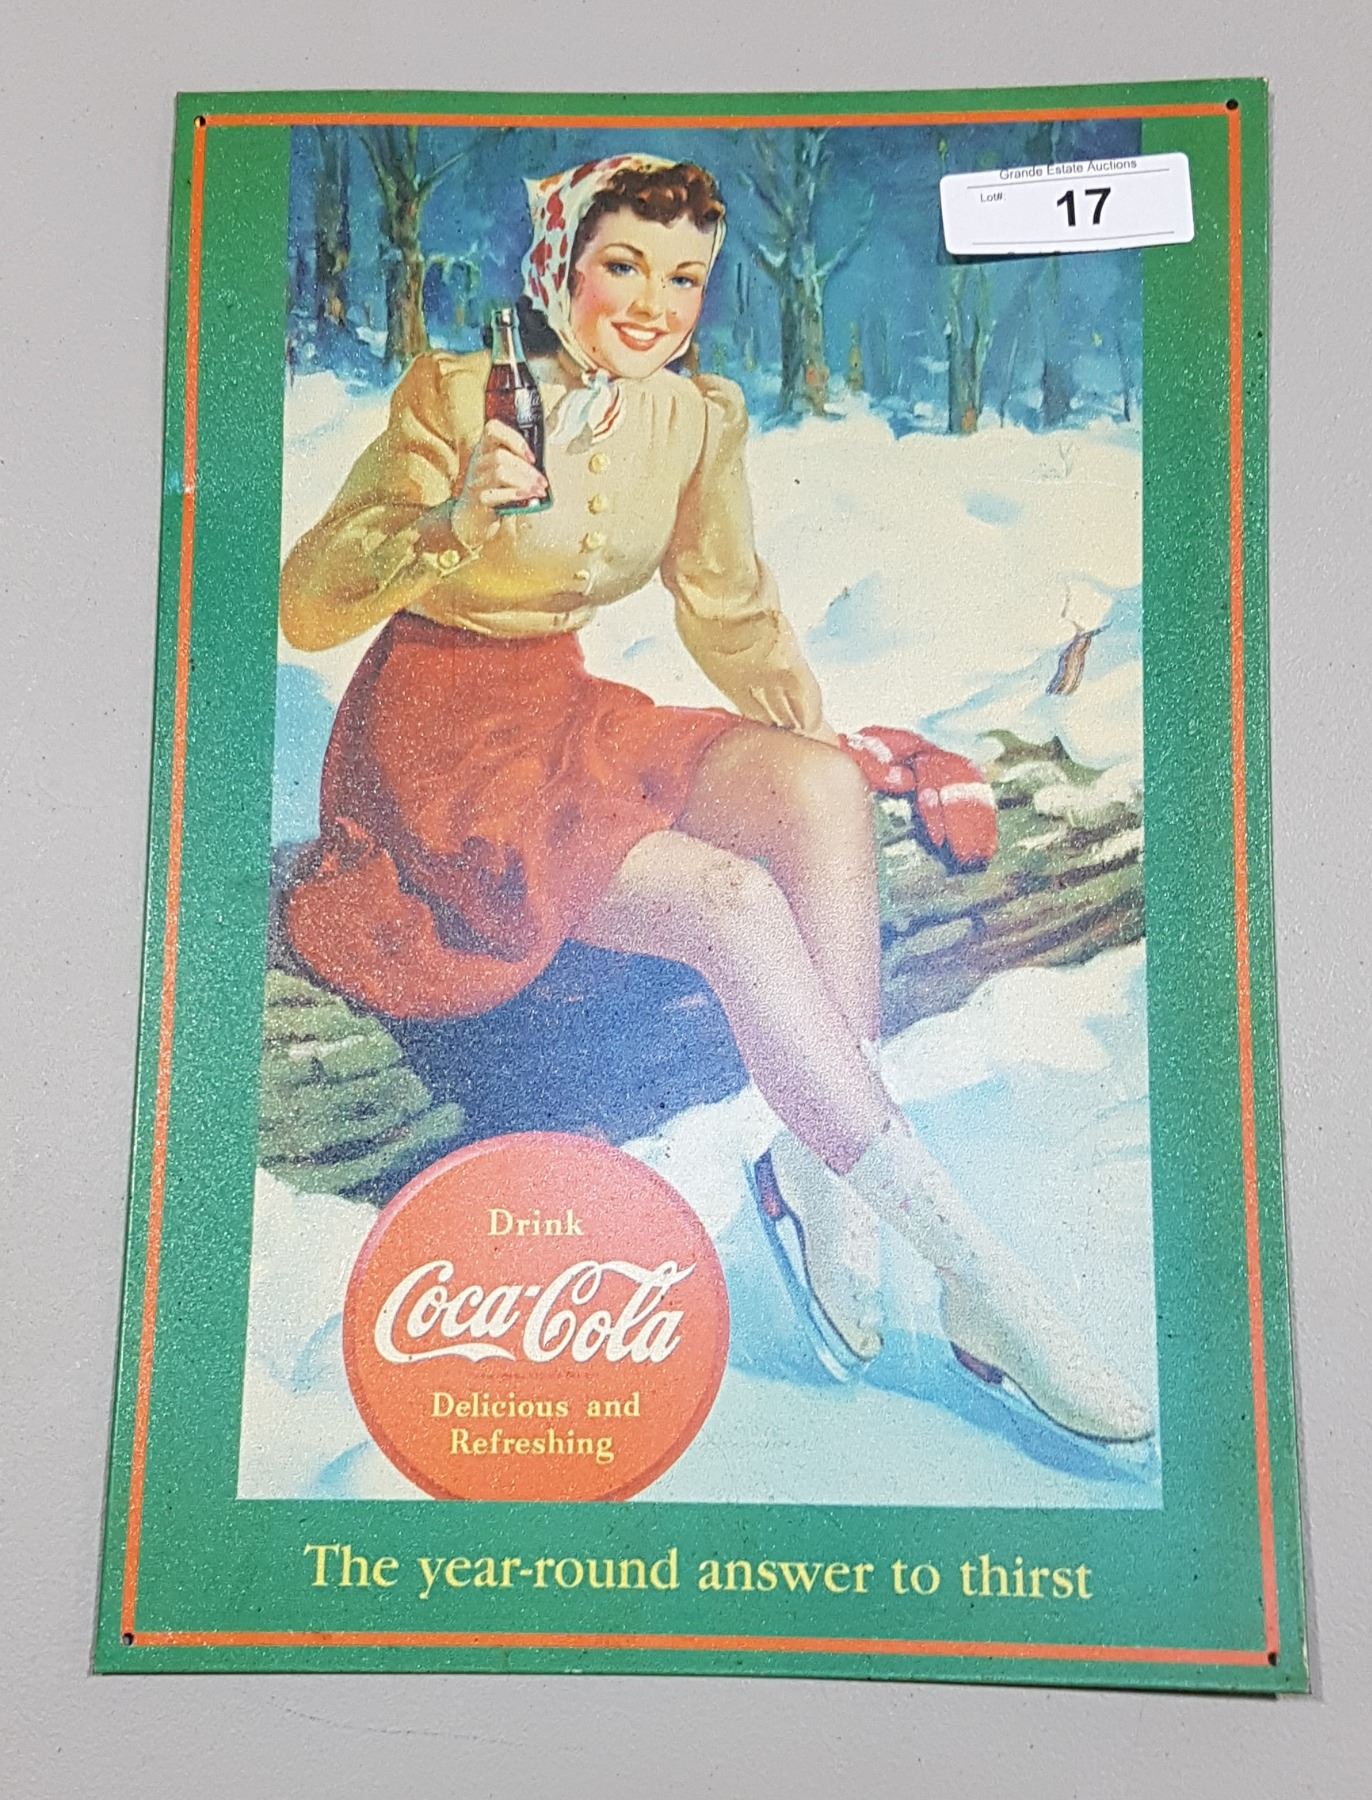 Grande Estate Auctions
Lot#:
17
Drink
Coca-Cola
Delicious and
Refreshing
The year-round answer to thirst